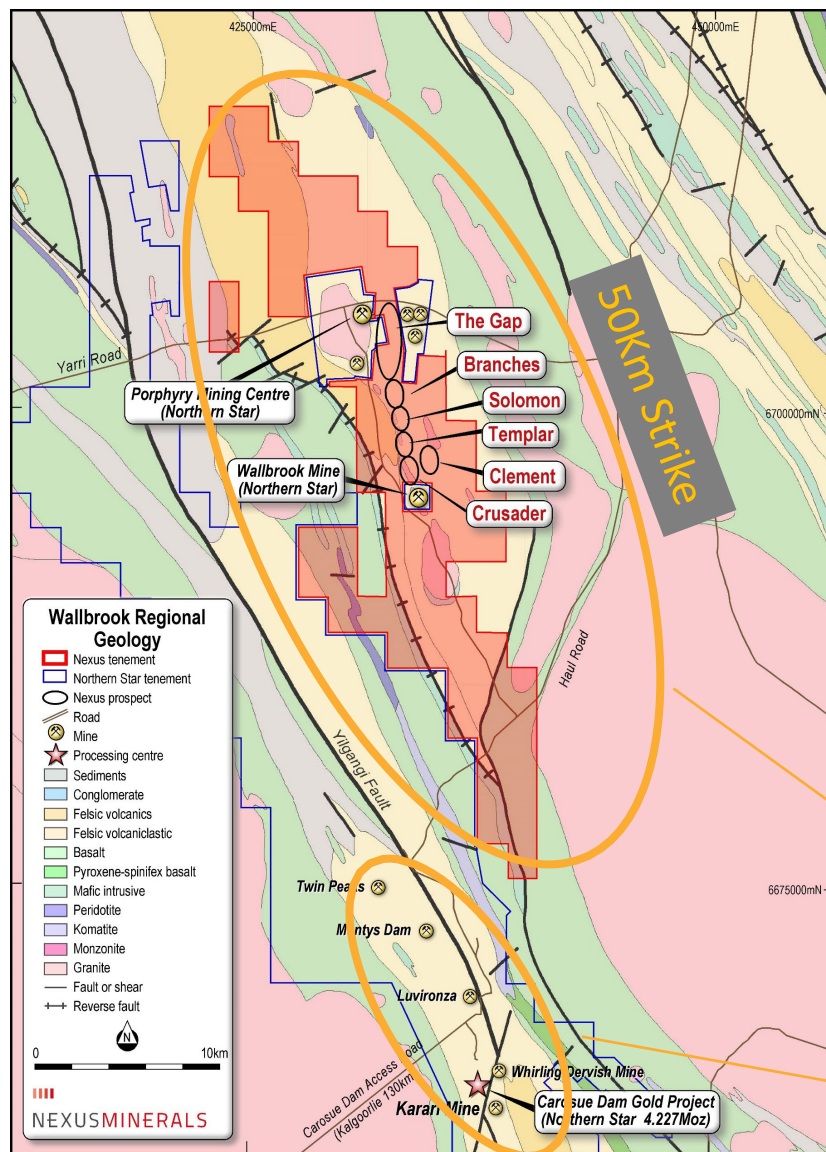 425000mE
450000mE
50Km Strike
The Gap
Yarri Road
Branches
Porphyry Mining Centre
(Northern Star)
Solomon
6700000mN
Templar
Wallbrook Mine
(Northern Star)
Clement
Crusader
Wallbrook Regional
Geology
Nexus tenement
Northern Star tenement
Nexus prospect
Road
Mine
Processing centre
Sediments
Conglomerate
Felsic volcanics
Felsic volcaniclastic
Basalt
Pyroxene-spinifex basalt
Mafic intrusive
Peridotite
Komatite
Monzonite
Granite
Fault or shear
Reverse fault
N
0 10km
NEXUSMINERALS
Haul Road
Yilgangi Fault
Twin Peaks
6675000mN
Montys Dam
Luvironza
Whirling Dervish Mine
Carosue Dam Access Road
(Kalgoorlie 130km)
Karari Mine
Carosue Dam Gold Project
(Northern Star 4.227Moz)